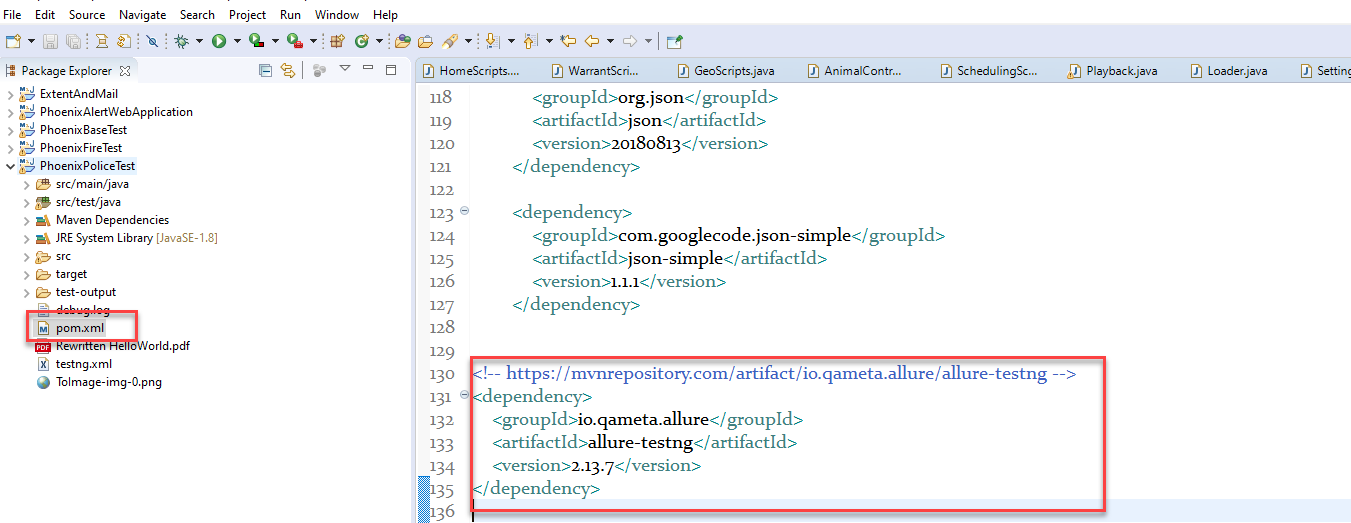 File Edit Source Navigate Search Project Run Window Help
Package Explorer
ExtentAndMail
PhoenixAlertWebApplication
PhoenixBaseTest
PhoenixFireTest
PhoenixPoliceTest
src/main/java
src/test/java
Maven Dependencies
JRE System Library [JavaSE-1.8]
src
target
test-output
debug.log
pom.xml
Rewritten HelloWorld.pdf
testng.xml
ToImage-img-0.png
HomeScripts.... WarrantScri... GeoScripts.java AnimalContr... SchedulingSc... Playback.java Loader.java Setting
118 <groupId>org.json</groupId>
119 <artifactId>json</artifactId>
120 <version>20180813</version>
121 </dependency>
122
123 <dependency>
124 <groupId>com.googlecode.json-simple</groupId>
125 <artifactId>json-simple</artifactId>
126 <version>1.1.1</version>
127 </dependency>
128
129
130 <!-- https://mvnrepository.com/artifact/io.qameta.allure/allure-testng -->
131 <dependency>
132 <groupId>io.qameta.allure</groupId>
133 <artifactId>allure-testng</artifactId>
134 <version>2.13.7</version>
135 </dependency>
136